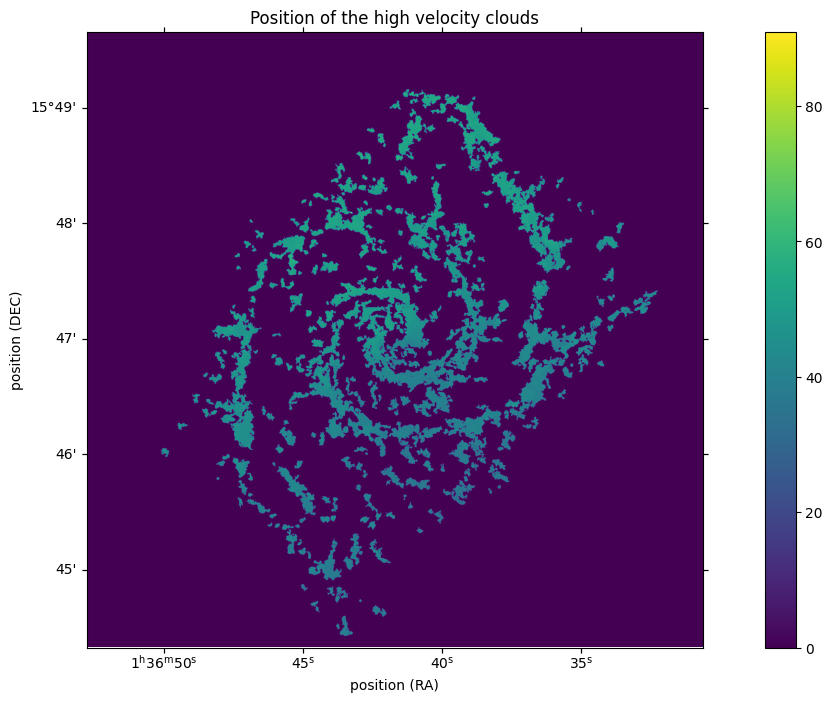 Position of the high velocity clouds
15°49'
48'
47'
46'
45'
position (DEC)
1ʰ36ᵐ50ˢ
45ˢ
40ˢ
35ˢ
position (RA)
80
60
40
20
0